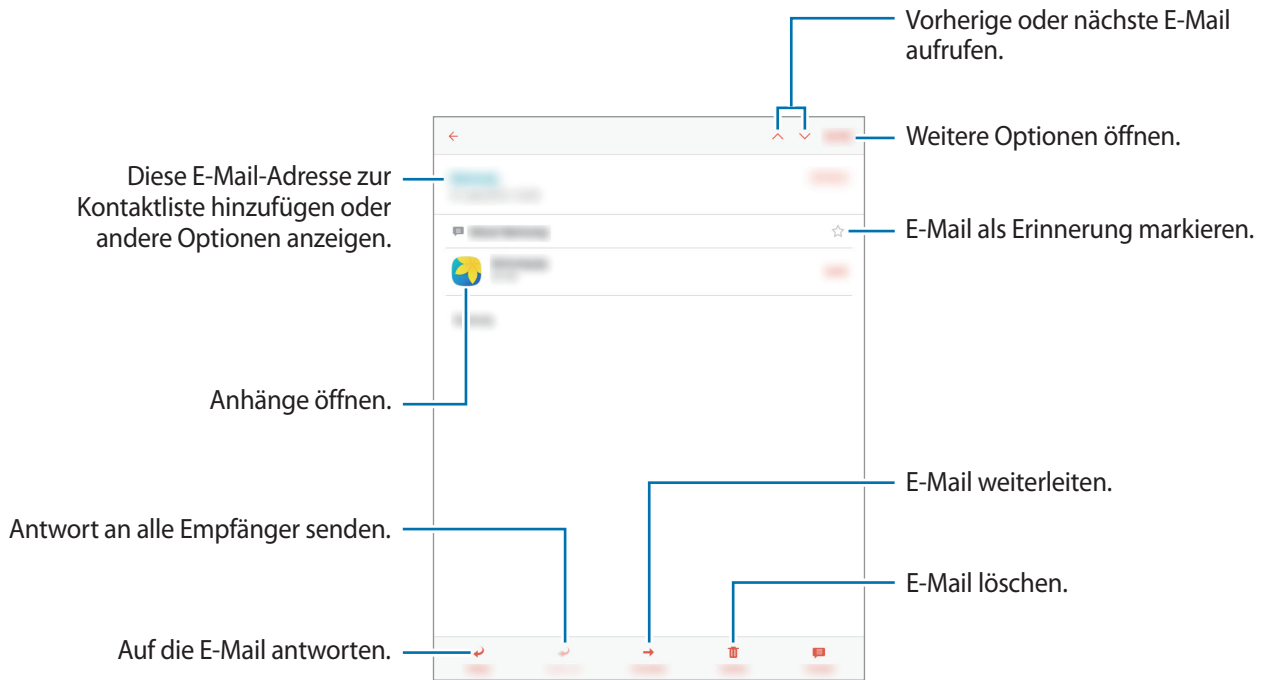 Vorherige oder nächste E-Mail
aufrufen.
Weitere Optionen öffnen.
Diese E-Mail-Adresse zur
Kontaktliste hinzufügen oder
andere Optionen anzeigen.
E-Mail als Erinnerung markieren.
Anhänge öffnen.
E-Mail weiterleiten.
Antwort an alle Empfänger senden.
E-Mail löschen.
Auf die E-Mail antworten.